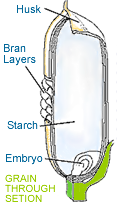 Husk
Bran
Layers
Starch
Embryo
GRAIN
THROUGH
SETION